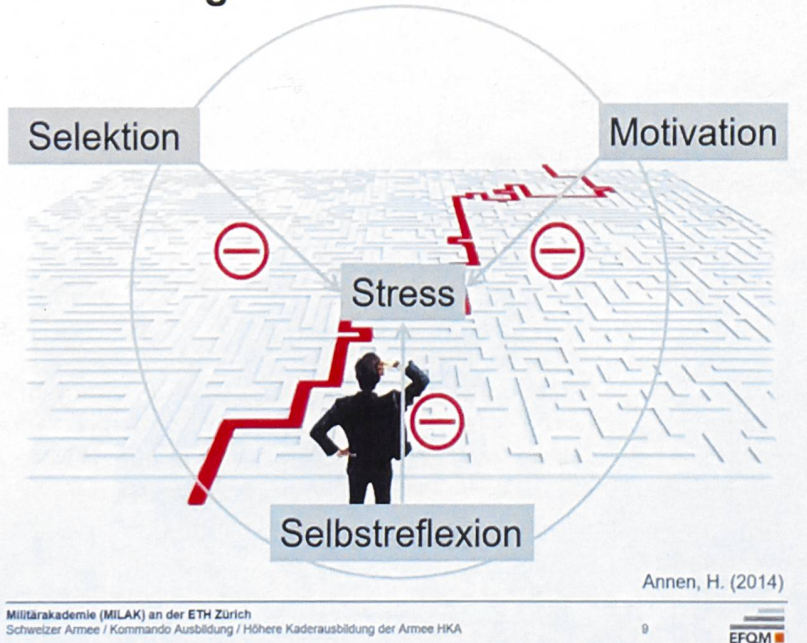 Selektion
Motivation
Stress
Selbstreflexion
Annen, H. (2014)
Militärakademie (MILAK) an der ETH Zürich
Schweizer Armee / Kommando Ausbildung / Höhere Kaderausbildung der Armee HKA
9
EFQM